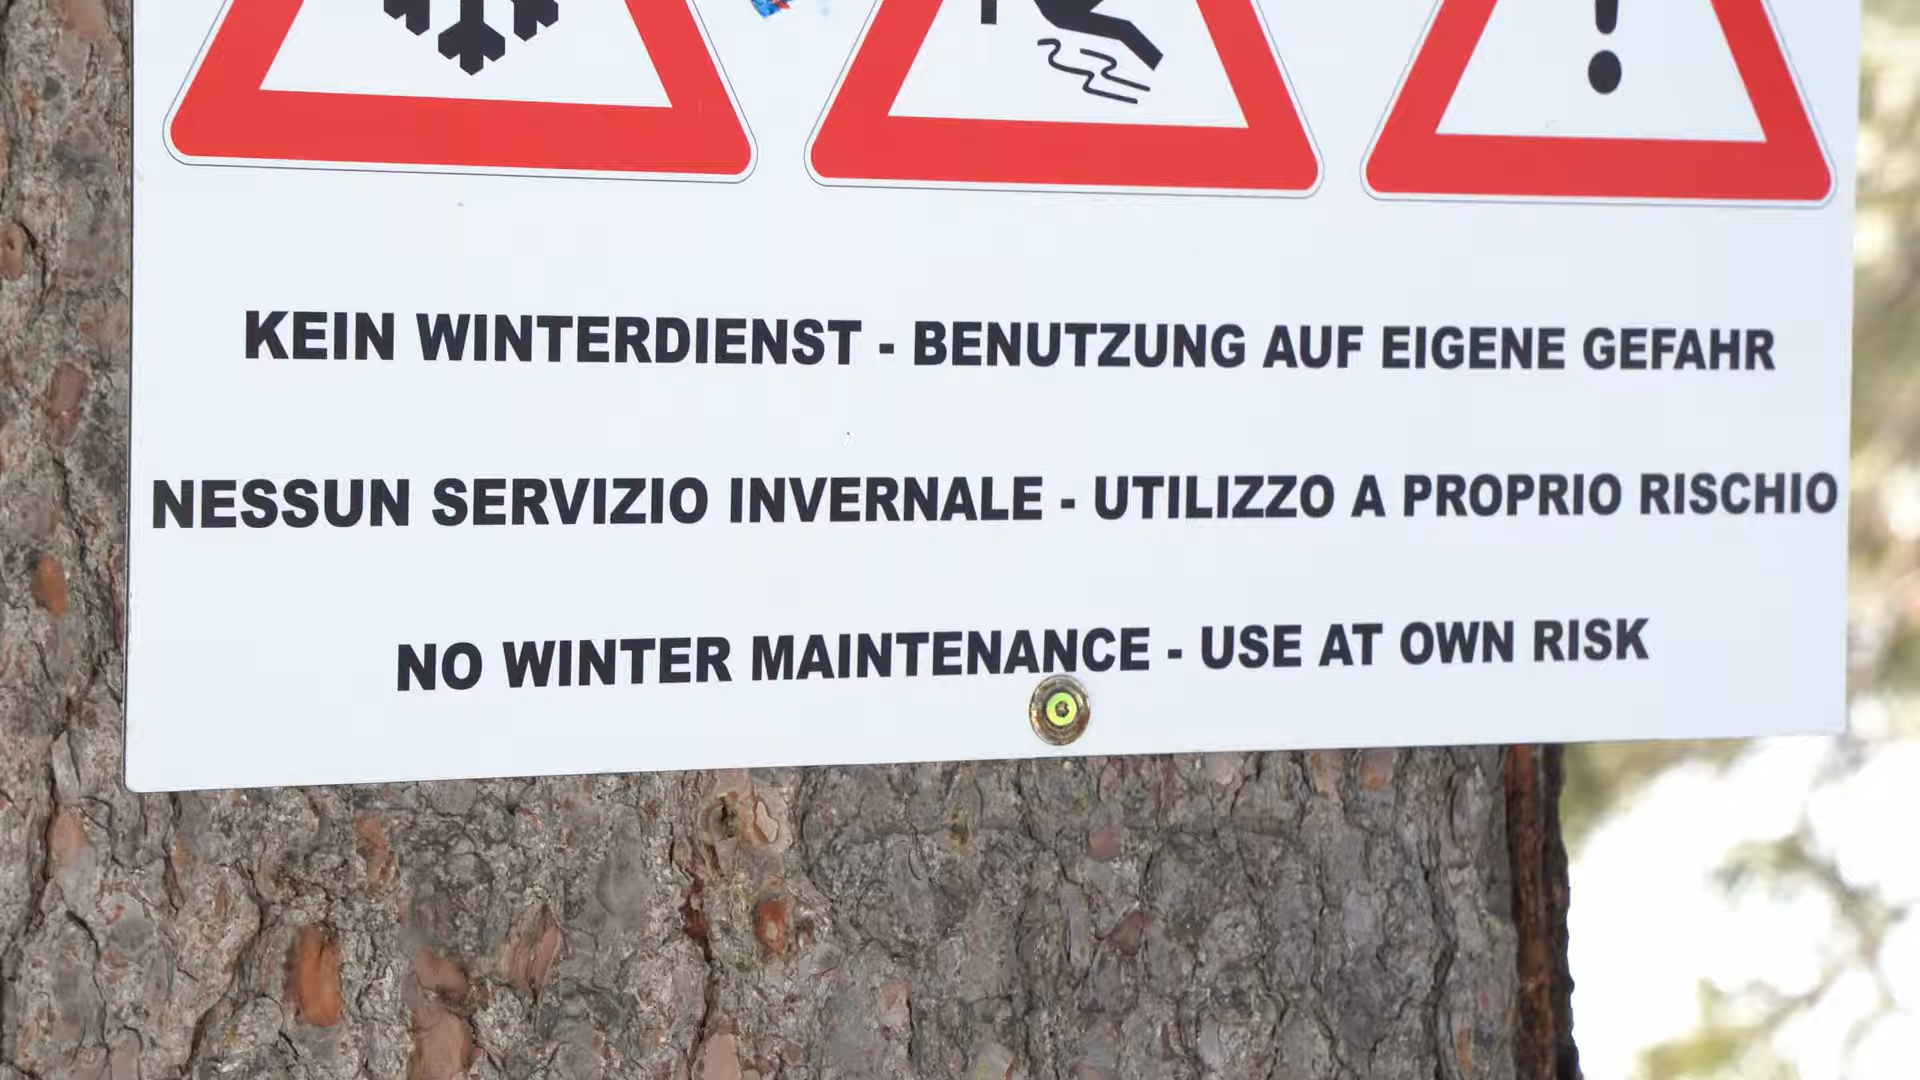 KEIN WINTERDIENST - BENUTZUNG AUF EIGENE GEFAHR
NESSUN SERVIZIO INVERNALE - UTILIZZO A PROPRIO RISCHIO
NO WINTER MAINTENANCE - USE AT OWN RISK